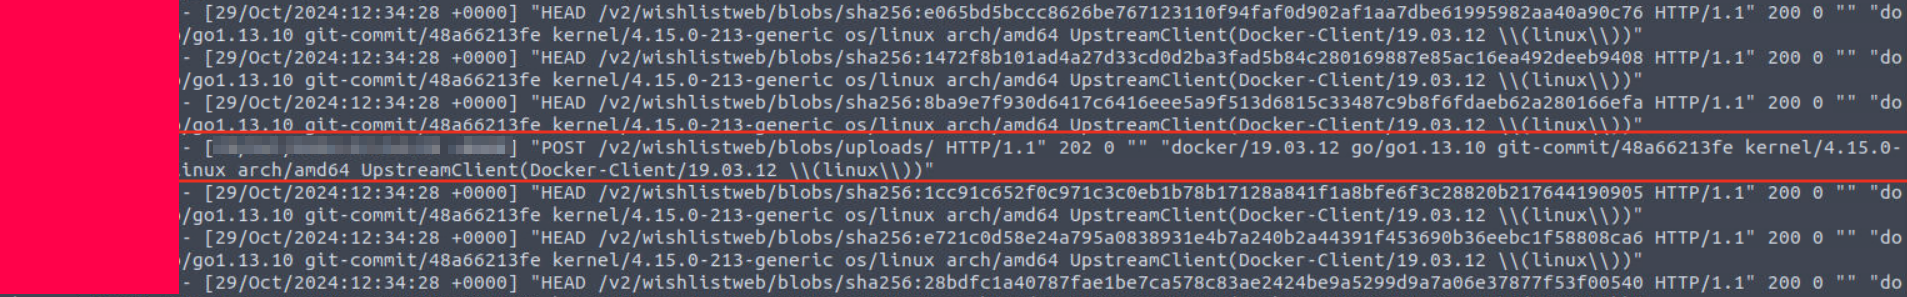 - [29/Oct/2024:12:34:28 +0000] "HEAD /v2/wishlistweb/blobs/sha256:e065bd5bccc8626be767123110f94faf0d902af1aa7dbe61995982aa40a90c76 HTTP/1.1" 200 0 "" "do
/go1.13.10 git-commit/48a66213fe kernel/4.15.0-213-generic os/linux arch/amd64 UpstreamClient(Docker-Client/19.03.12 \\(linux\\))"
- [29/Oct/2024:12:34:28 +0000] "HEAD /v2/wishlistweb/blobs/sha256:1472f8b101ad4a27d33cd0d2ba3fad5b84c280169887e85ac16ea492deeb9408 HTTP/1.1" 200 0 "" "do
/go1.13.10 git-commit/48a66213fe kernel/4.15.0-213-generic os/linux arch/amd64 UpstreamClient(Docker-Client/19.03.12 \\(linux\\))"
- [29/Oct/2024:12:34:28 +0000] "HEAD /v2/wishlistweb/blobs/sha256:8ba9e7f930d6417c6416eee5a9f513d6815c33487c9b8f6fdaeb62a280166efa HTTP/1.1" 200 0 "" "do
/go1.13.10 git-commit/48a66213fe kernel/4.15.0-213-generic os/linux arch/amd64 UpstreamClient(Docker-Client/19.03.12 \\(linux\\))"
- [ ] "POST /v2/wishlistweb/blobs/uploads/ HTTP/1.1" 202 0 "" "docker/19.03.12 go/go1.13.10 git-commit/48a66213fe kernel/4.15.0-
inux arch/amd64 UpstreamClient(Docker-Client/19.03.12 \\(linux\\))"
- [29/Oct/2024:12:34:28 +0000] "HEAD /v2/wishlistweb/blobs/sha256:1cc91c652f0c971c3c0eb1b78b17128a841f1a8bfe6f3c28820b217644190905 HTTP/1.1" 200 0 "" "do
/go1.13.10 git-commit/48a66213fe kernel/4.15.0-213-generic os/linux arch/amd64 UpstreamClient(Docker-Client/19.03.12 \\(linux\\))"
- [29/Oct/2024:12:34:28 +0000] "HEAD /v2/wishlistweb/blobs/sha256:e721c0d58e24a795a0838931e4b7a240b2a44391f453690b36eebc1f58808ca6 HTTP/1.1" 200 0 "" "do
/go1.13.10 git-commit/48a66213fe kernel/4.15.0-213-generic os/linux arch/amd64 UpstreamClient(Docker-Client/19.03.12 \\(linux\\))"
- [29/Oct/2024:12:34:28 +0000] "HEAD /v2/wishlistweb/blobs/sha256:28bdfc1a40787fae1be7ca578c83ae2424be9a5299d9a7a06e37877f53f00540 HTTP/1.1" 200 0 "" "do